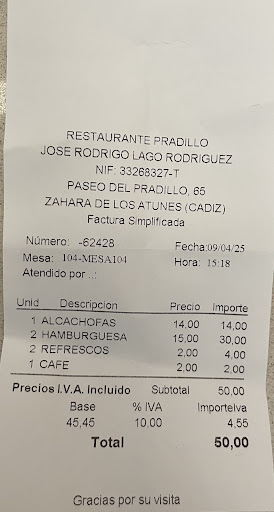 RESTAURANTE PRADILLO
JOSE RODRIGO LAGO RODRIGUEZ
NIF: 33268327-T
PASEO DEL PRADILLO, 65
ZAHARA DE LOS ATUNES (CADIZ)
Factura Simplificada
Número: -62428 Fecha:09/04/25
Mesa: 104-MESA104 Hora: 15:18
Atendido por ..:
Unid Descripcion Precio Importe
1 ALCACHOFAS 14,00 14,00
2 HAMBURGUESA 15,00 30,00
2 REFRESCOS 2,00 4,00
1 CAFE 2,00 2,00
Precios I.V.A. Incluido Subtotal 50,00
Base % IVA ImporteIva
45,45 10,00 4,55
Total 50,00
Gracias por su visita